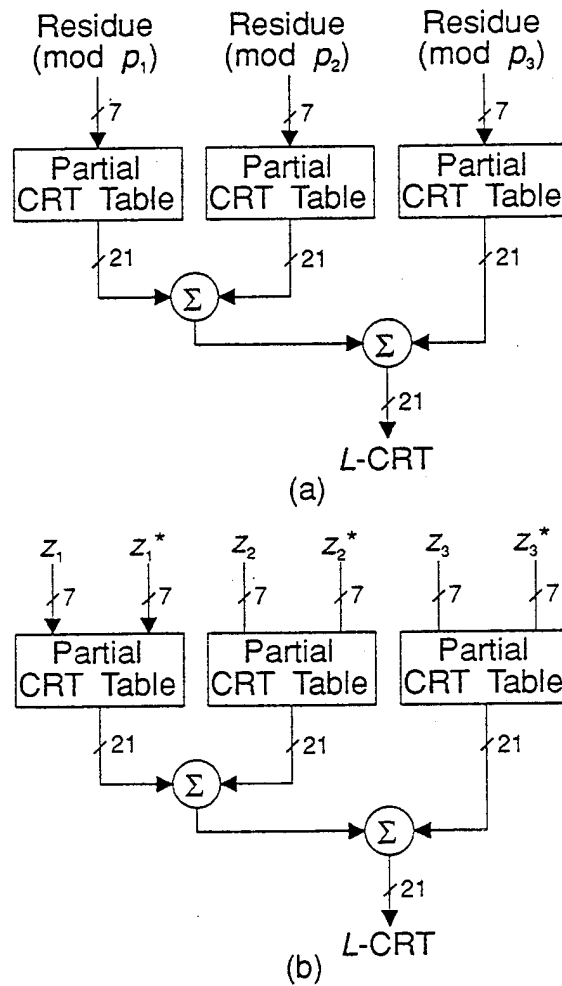 Residue Residue Residue
(mod p₁) (mod p₂) (mod p₃)
7 7 7
Partial Partial Partial
CRT Table CRT Table CRT Table
21 21 21
Σ
Σ
21
L-CRT
(a)
z₁ z₁* z₂ z₂* z₃ z₃*
7 7 7 7 7 7
Partial Partial Partial
CRT Table CRT Table CRT Table
21 21 21
Σ
Σ
21
L-CRT
(b)